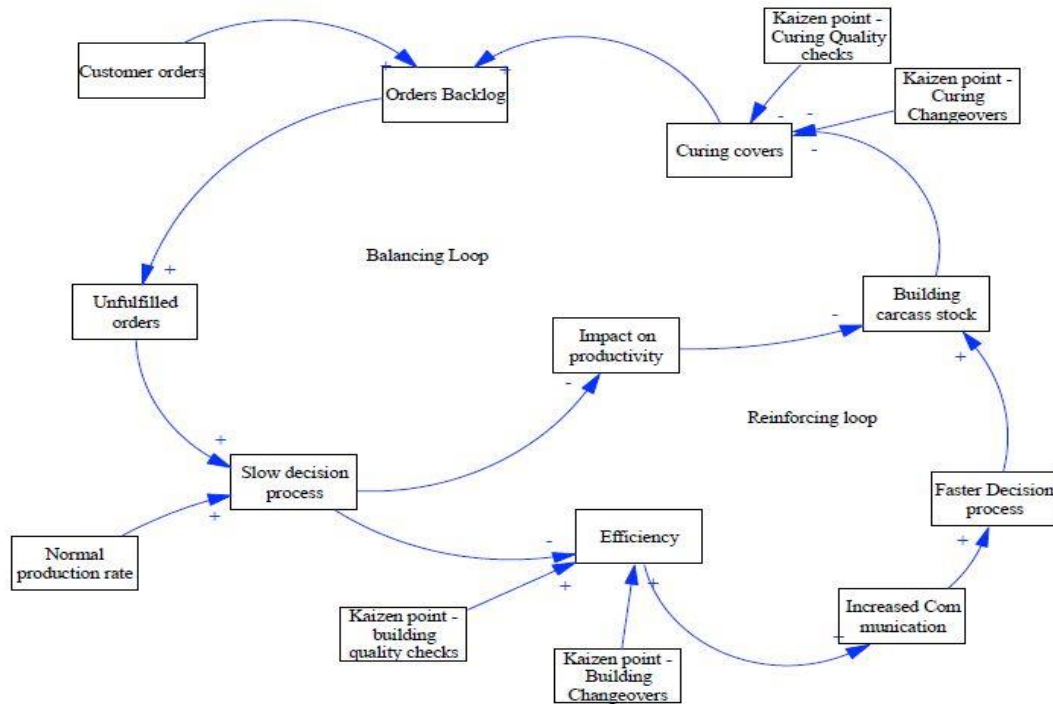 Customer orders
+
Orders Backlog
+
Kaizen point -
Curing Quality
checks
Kaizen point -
Curing
Changeovers
-
-
-
Curing covers
Balancing Loop
+
Unfulfilled
orders
Impact on
productivity
-
-
Building
carcass stock
+
Reinforcing loop
+
Slow decision
process
+
Normal
production rate
Efficiency
-
+
+
Faster Decision
process
+
Kaizen point -
building
quality checks
Kaizen point -
Building
Changeovers
+
Increased Com
munication